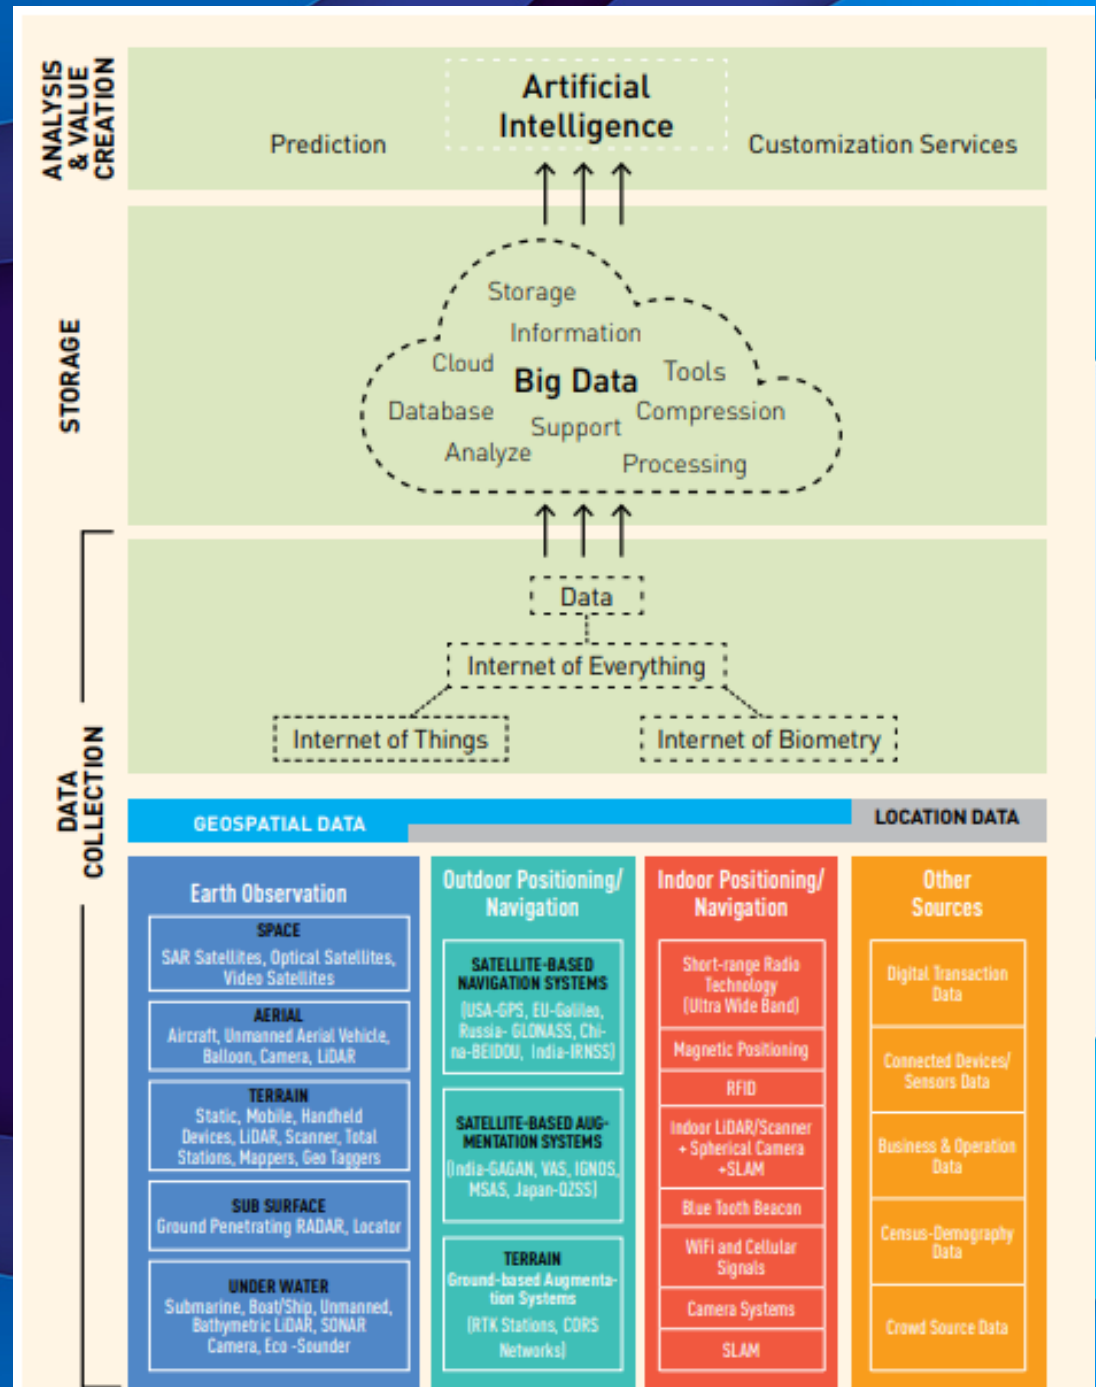 ANALYSIS
& VALUE
CREATION
Artificial
Intelligence
Prediction
Customization Services
STORAGE
Storage
Information
Cloud
Big Data
Tools
Database
Compression
Support
Analyze
Processing
DATA
COLLECTION
Data
Internet of Everything
Internet of Things
Internet of Biometry
GEOSPATIAL DATA
LOCATION DATA
Earth Observation
SPACE
SAR Satellites, Optical Satellites,
Video Satellites
AERIAL
Aircraft, Unmanned Aerial Vehicle,
Balloon, Camera, LiDAR
TERRAIN
Static, Mobile, Handheld
Devices, LiDAR, Scanner, Total
Stations, Mappers, Geo Taggers
SUB SURFACE
Ground Penetrating RADAR, Locator
UNDER WATER
Submarine, Boat/Ship, Unmanned,
Bathymetric LiDAR, SONAR
Camera, Eco -Sounder
Outdoor Positioning/
Navigation
SATELLITE-BASED
NAVIGATION SYSTEMS
(USA-GPS, EU-Galileo,
Russia- GLONASS, Chi-
na-BEIDOU, India-IRNSS)
SATELLITE-BASED AUG-
MENTATION SYSTEMS
(India-GAGAN, VAS, IGNOS,
MSAS, Japan-QZSS)
TERRAIN
Ground-based Augmenta-
tion Systems
(RTK Stations, CORS
Networks)
Indoor Positioning/
Navigation
Short-range Radio
Technology
(Ultra Wide Band)
Magnetic Positioning
RFID
Indoor LiDAR/Scanner
+ Spherical Camera
+SLAM
Blue Tooth Beacon
WiFi and Cellular
Signals
Camera Systems
SLAM
Other
Sources
Digital Transaction
Data
Connected Devices/
Sensors Data
Business & Operation
Data
Census-Demography
Data
Crowd Source Data